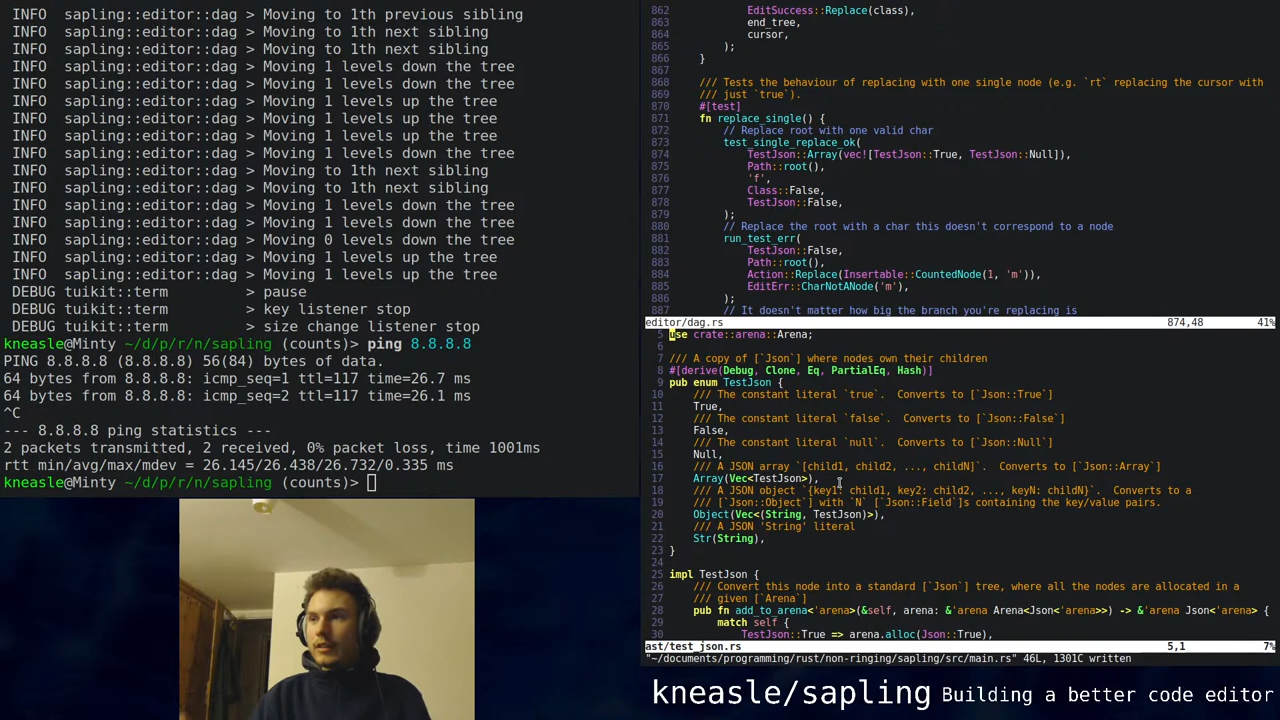 INFO  sapling::editor::dag > Moving to 1th previous sibling
INFO  sapling::editor::dag > Moving to 1th next sibling
INFO  sapling::editor::dag > Moving to 1th next sibling
INFO  sapling::editor::dag > Moving 1 levels down the tree
INFO  sapling::editor::dag > Moving 1 levels up the tree
INFO  sapling::editor::dag > Moving 1 levels up the tree
INFO  sapling::editor::dag > Moving 1 levels up the tree
INFO  sapling::editor::dag > Moving 1 levels up the tree
INFO  sapling::editor::dag > Moving 1 levels down the tree
INFO  sapling::editor::dag > Moving to 1th next sibling
INFO  sapling::editor::dag > Moving to 1th next sibling
INFO  sapling::editor::dag > Moving 1 levels down the tree
INFO  sapling::editor::dag > Moving 1 levels down the tree
INFO  sapling::editor::dag > Moving 0 levels down the tree
INFO  sapling::editor::dag > Moving 1 levels up the tree
INFO  sapling::editor::dag > Moving 1 levels up the tree
DEBUG tuikit::term         > pause
DEBUG tuikit::term         > key listener stop
DEBUG tuikit::term         > size change listener stop
kneasle@Minty ~/d/p/r/n/sapling (counts)> ping 8.8.8.8
PING 8.8.8.8 (8.8.8.8) 56(84) bytes of data.
64 bytes from 8.8.8.8: icmp_seq=1 ttl=117 time=26.7 ms
64 bytes from 8.8.8.8: icmp_seq=2 ttl=117 time=26.1 ms
^C
--- 8.8.8.8 ping statistics ---
2 packets transmitted, 2 received, 0% packet loss, time 1001ms
rtt min/avg/max/mdev = 26.145/26.438/26.732/0.335 ms
kneasle@Minty ~/d/p/r/n/sapling (counts)>
862             EditSuccess::Replace(class),
863             end_tree,
864             cursor,
865         );
866     }
867
868     /// Tests the behaviour of replacing with one single node (e.g. `rt` replacing the cursor with
869     /// just `true`).
870     #[test]
871     fn replace_single() {
872         // Replace root with one valid char
873         test_single_replace_ok(
874             TestJson::Array(vec![TestJson::True, TestJson::Null]),
875             Path::root(),
876             'f',
877             Class::False,
878             TestJson::False,
879         );
880         // Replace the root with a char this doesn't correspond to a node
881         run_test_err(
882             TestJson::False,
883             Path::root(),
884             Action::Replace(Insertable::CountedNode(1, 'm')),
885             EditErr::CharNotANode('m'),
886         );
887         // It doesn't matter how big the branch you're replacing is
editor/dag.rs 874,48 41%
5 use crate::arena::Arena;
6
7 /// A copy of [`Json`] where nodes own their children
8 #[derive(Debug, Clone, Eq, PartialEq, Hash)]
9 pub enum TestJson {
10     /// The constant literal `true`.  Converts to [`Json::True`]
11     True,
12     /// The constant literal `false`.  Converts to [`Json::False`]
13     False,
14     /// The constant literal `null`.  Converts to [`Json::Null`]
15     Null,
16     /// A JSON array `[child1, child2, ..., childN]`.  Converts to [`Json::Array`]
17     Array(Vec<TestJson>),
18     /// A JSON object `{key1: child1, key2: child2, ..., keyN: childN}`.  Converts to a
19     /// [`Json::Object`] with `N` [`Json::Field`]s containing the key/value pairs.
20     Object(Vec<(String, TestJson)>),
21     /// A JSON 'String' literal
22     Str(String),
23 }
24
25 impl TestJson {
26     /// Convert this node into a standard [`Json`] tree, where all the nodes are allocated in a
27     /// given [`Arena`]
28     pub fn add_to_arena<'arena>(&self, arena: &'arena Arena<Json<'arena>>) -> &'arena Json<'arena> {
29         match self {
30             TestJson::True => arena.alloc(Json::True),
ast/test_json.rs 5,1 7%
"~/documents/programming/rust/non-ringing/sapling/src/main.rs" 46L, 1301C written
kneasle/sapling Building a better code editor